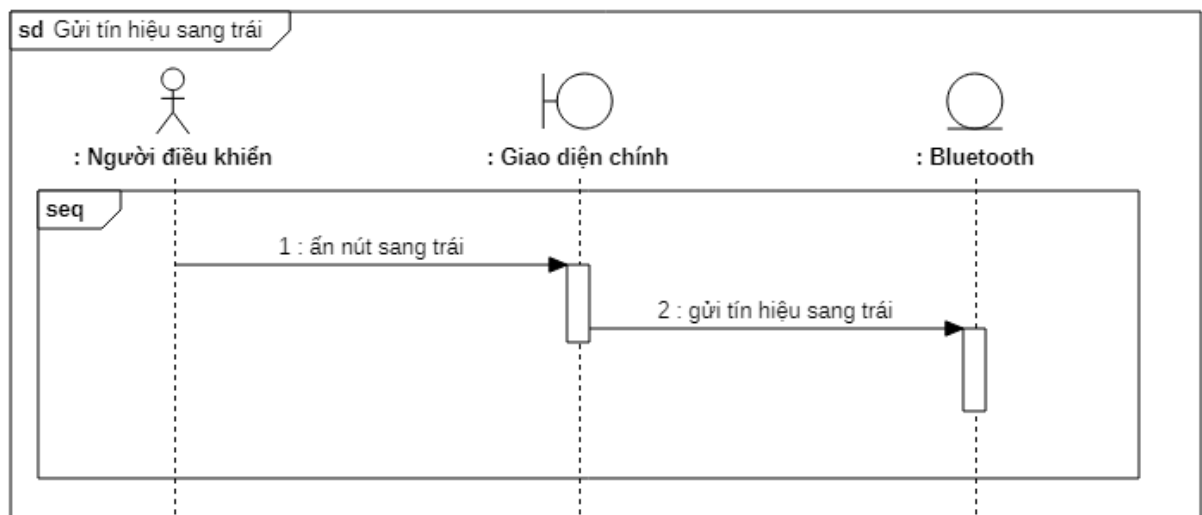 sd Gửi tín hiệu sang trái
: Người điều khiển
: Giao diện chính
: Bluetooth
seq
1 : ấn nút sang trái
2 : gửi tín hiệu sang trái